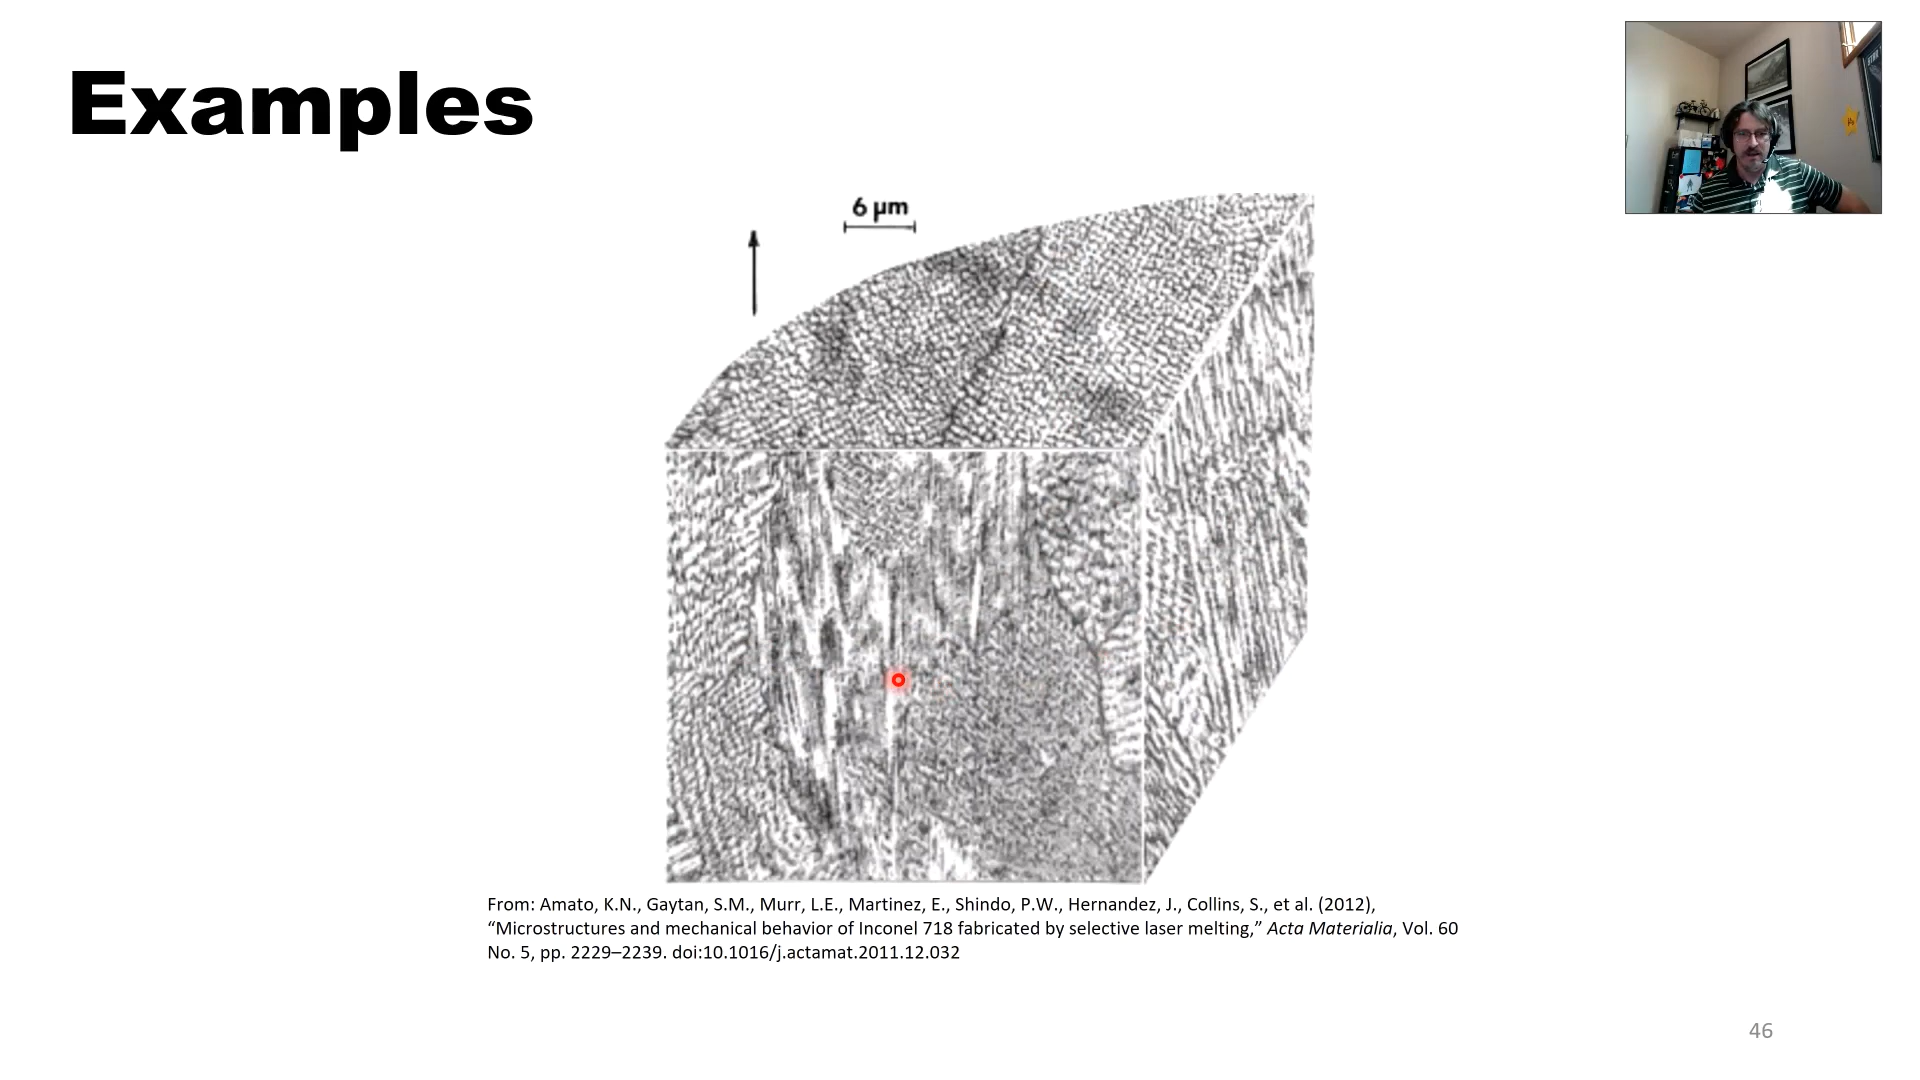 Examples
6 µm
From: Amato, K.N., Gaytan, S.M., Murr, L.E., Martinez, E., Shindo, P.W., Hernandez, J., Collins, S., et al. (2012),
“Microstructures and mechanical behavior of Inconel 718 fabricated by selective laser melting,” Acta Materialia, Vol. 60
No. 5, pp. 2229–2239. doi:10.1016/j.actamat.2011.12.032
46